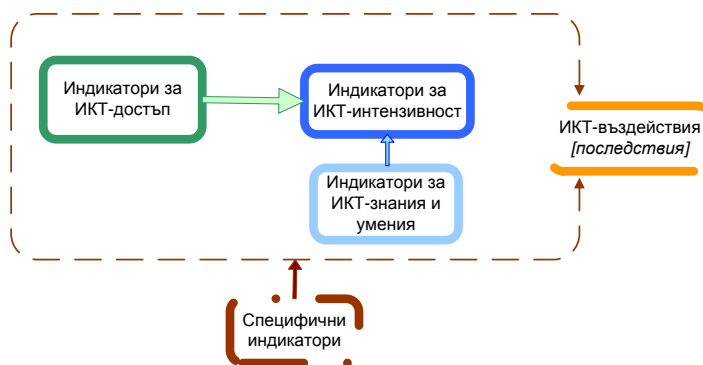 Индикатори за
ИКТ-достъп
Индикатори за
ИКТ-интензивност
ИКТ-въздействия
[последствия]
Индикатори за
ИКТ-знания и
умения
Специфични
индикатори